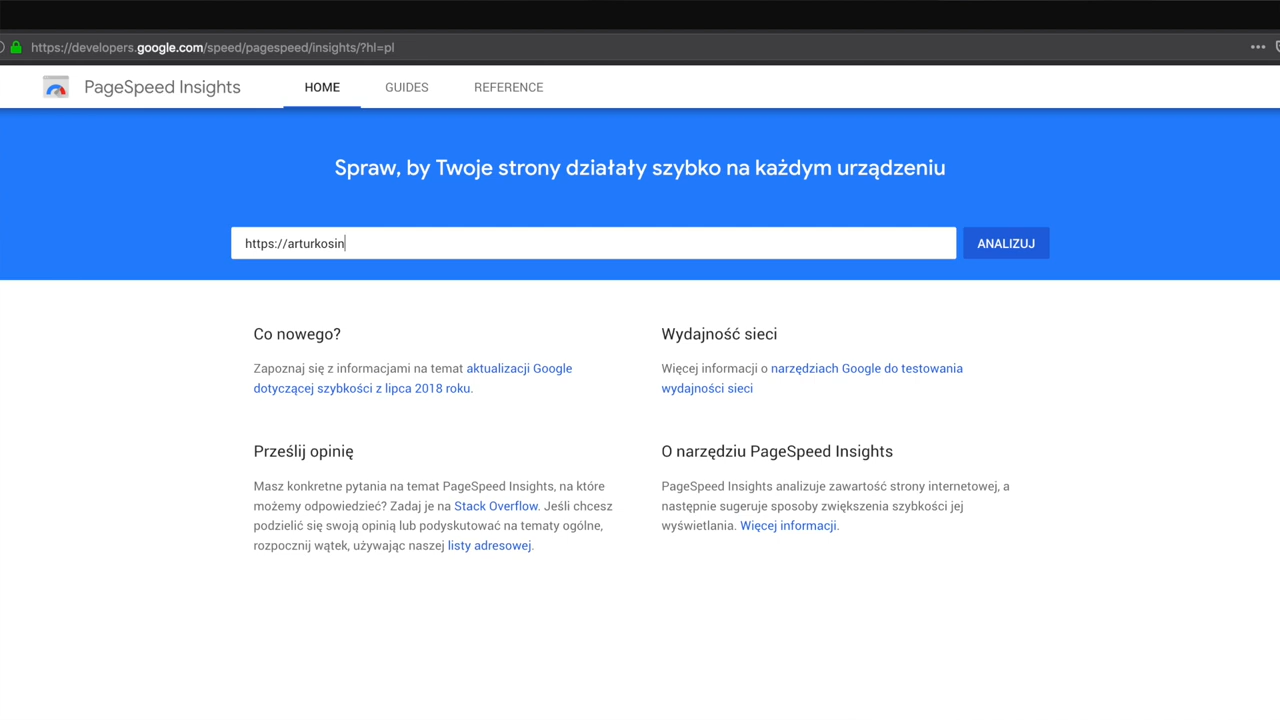 https://developers.google.com/speed/pagespeed/insights/?hl=pl
PageSpeed Insights HOME GUIDES REFERENCE
Spraw, by Twoje strony działały szybko na każdym urządzeniu
https://arturkosin ANALIZUJ
Co nowego?
Zapoznaj się z informacjami na temat aktualizacji Google
dotyczącej szybkości z lipca 2018 roku.
Wydajność sieci
Więcej informacji o narzędziach Google do testowania
wydajności sieci
Prześlij opinię
Masz konkretne pytania na temat PageSpeed Insights, na które
możemy odpowiedzieć? Zadaj je na Stack Overflow. Jeśli chcesz
podzielić się swoją opinią lub podyskutować na tematy ogólne,
rozpocznij wątek, używając naszej listy adresowej.
O narzędziu PageSpeed Insights
PageSpeed Insights analizuje zawartość strony internetowej, a
następnie sugeruje sposoby zwiększenia szybkości jej
wyświetlania. Więcej informacji.